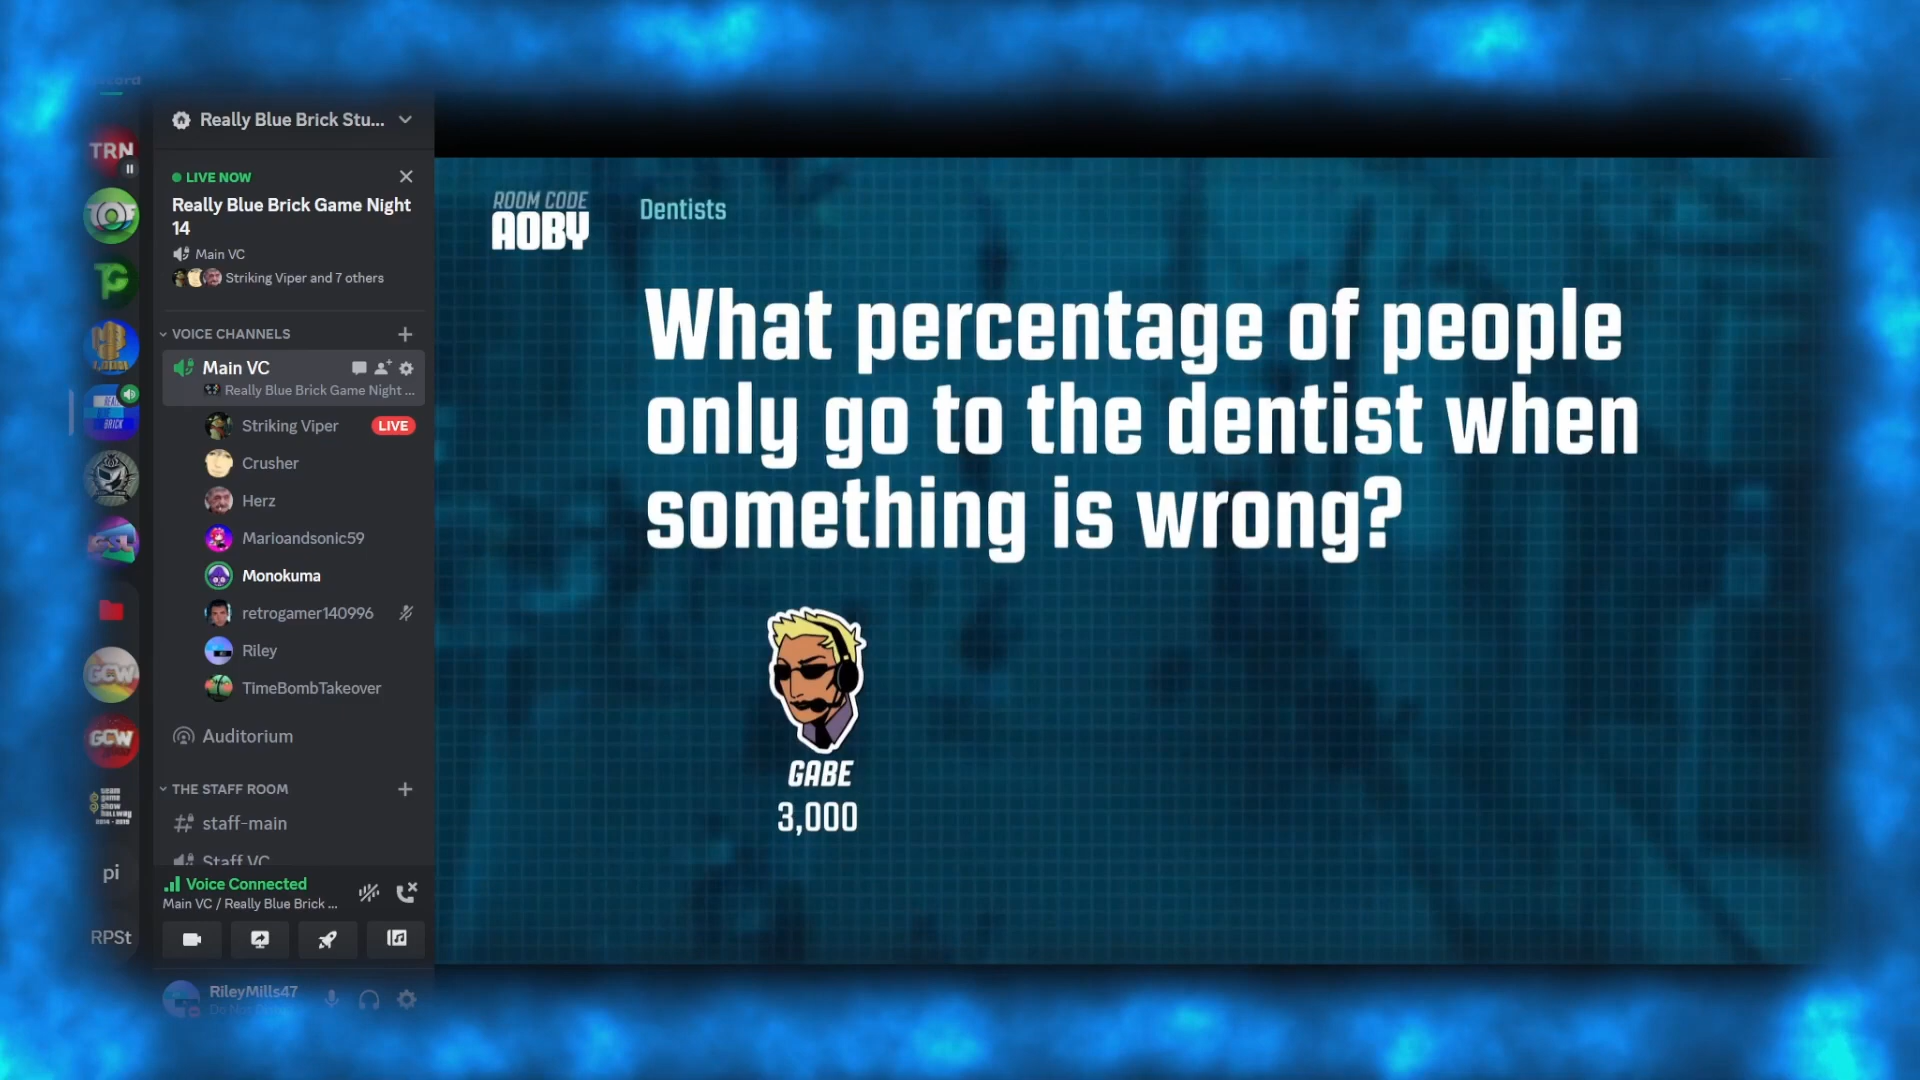 TRN
Really Blue Brick Stu...
LIVE NOW
Really Blue Brick Game Night
14
Main VC
Striking Viper and 7 others
VOICE CHANNELS
Main VC
Really Blue Brick Game Night ...
Striking Viper
LIVE
Crusher
Herz
Marioandsonic59
Monokuma
retrogamer140996
Riley
TimeBombTakeover
Auditorium
THE STAFF ROOM
staff-main
Staff VC
Voice Connected
Main VC / Really Blue Brick ...
RileyMills47
GSL
GCW
GCW
pi
RPSt
ROOM CODE
AOBY
Dentists
What percentage of people
only go to the dentist when
something is wrong?
GABE
3,000